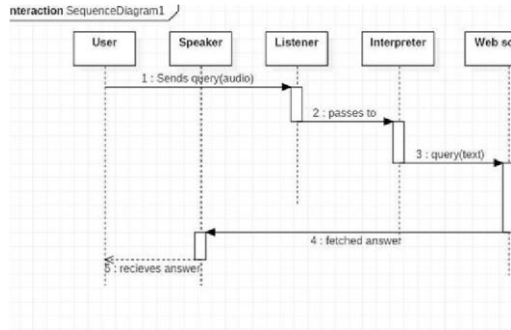 nteraction SequenceDiagram1
User
Speaker
Listener
Interpreter
Web sc
1 : Sends query(audio)
2 : passes to
3 : query(text)
4 : fetched answer
5 : recieves answer